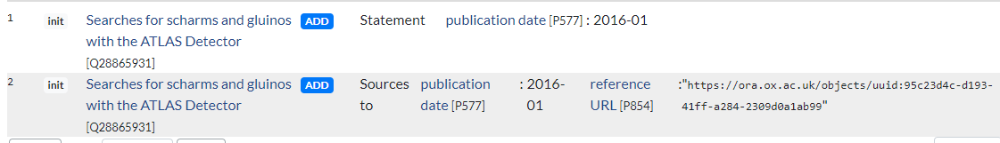 1 init Searches for scharms and gluinos ADD Statement publication date [P577] : 2016-01
with the ATLAS Detector
[Q28865931]
2 init Searches for scharms and gluinos ADD Sources publication : 2016- reference :"https://ora.ox.ac.uk/objects/uuid:95c23d4c-d193-
with the ATLAS Detector to date [P577] 01 URL [P854] 41ff-a284-2309d0a1ab99"
[Q28865931]